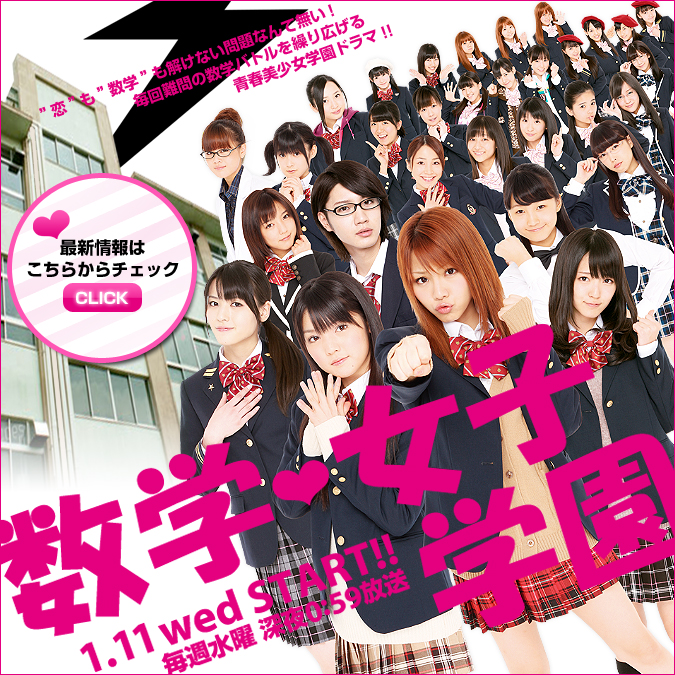 ”恋”も”数学”も解けない問題なんて無い！
毎回難問の数学バトルを繰り広げる
青春美少女学園ドラマ!!
最新情報は
こちらからチェック
CLICK
数学♥女子
学園
1.11 wed START!!
毎週水曜 深夜0:59放送